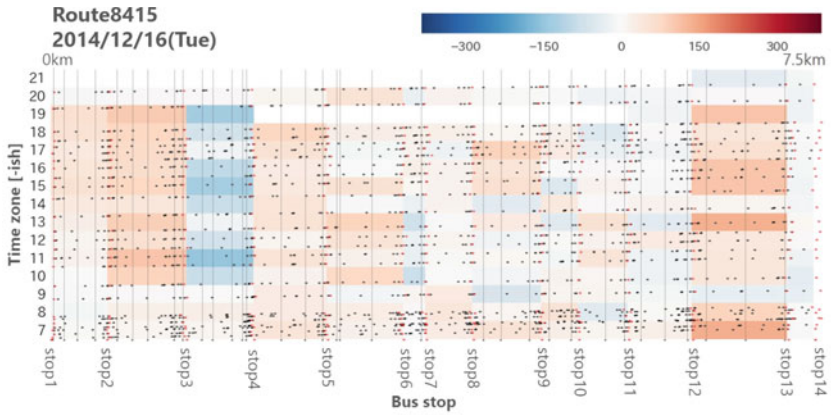 Route8415
2014/12/16(Tue)
−300 −150 0 150 300
0km 7.5km
21
20
19
18
17
16
15
14
13
12
11
10
9
8
7
Time zone [-ish]
stop1 stop2 stop3 stop4 stop5 stop6 stop7 stop8 stop9 stop10 stop11 stop12 stop13 stop14
Bus stop